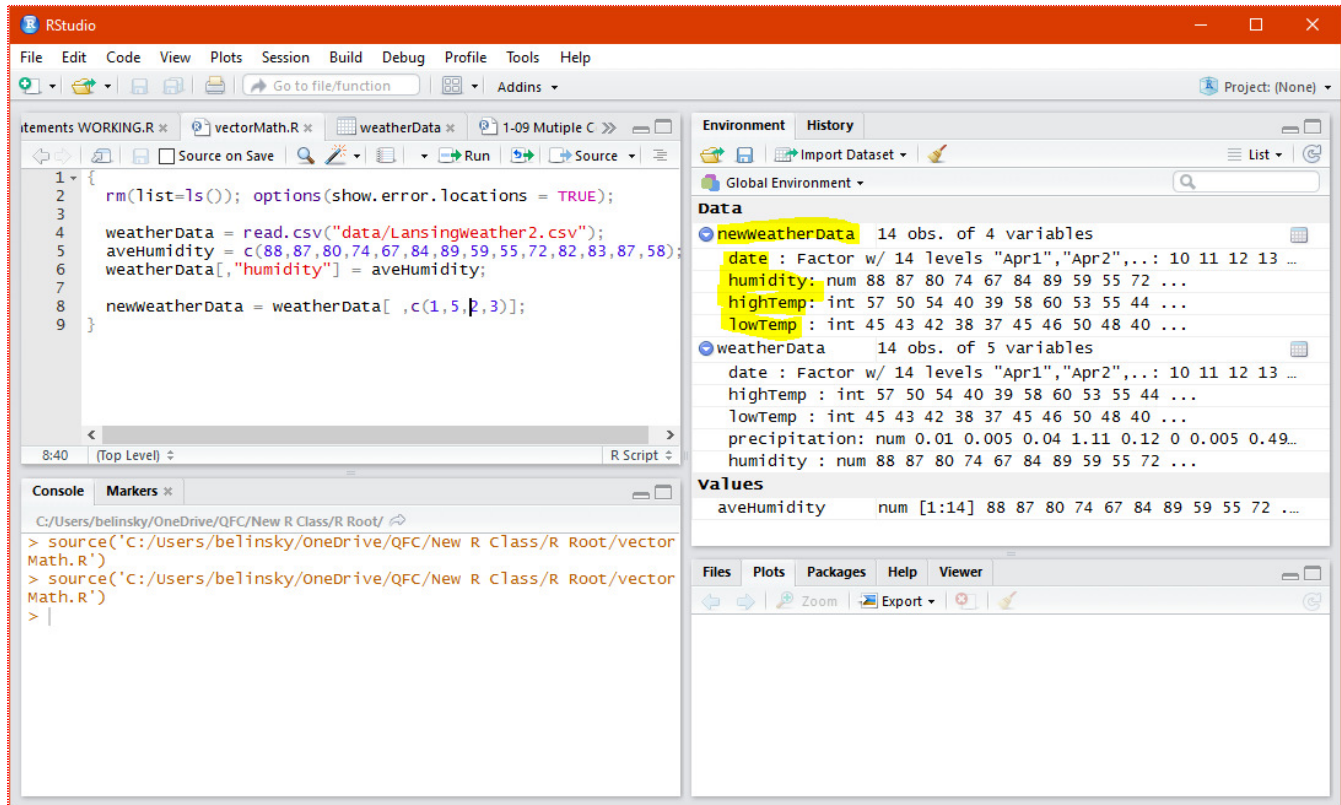 RStudio
File Edit Code View Plots Session Build Debug Profile Tools Help
Go to file/function Addins Project: (None)
tements WORKING.R vectorMath.R weatherData 1-09 Mutiple C
Source on Save Run Source
1 {
2 rm(list=ls()); options(show.error.locations = TRUE);
3
4 weatherData = read.csv("data/LansingWeather2.csv");
5 aveHumidity = c(88,87,80,74,67,84,89,59,55,72,82,83,87,58);
6 weatherData[,"humidity"] = aveHumidity;
7
8 newWeatherData = weatherData[ ,c(1,5,2,3)];
9 }
8:40 (Top Level) R Script
Console Markers
C:/Users/belinsky/OneDrive/QFC/New R Class/R Root/
> source('C:/Users/belinsky/OneDrive/QFC/New R Class/R Root/vector
Math.R')
> source('C:/Users/belinsky/OneDrive/QFC/New R Class/R Root/vector
Math.R')
>
Environment History
Import Dataset List
Global Environment
Data
newWeatherData 14 obs. of 4 variables
date : Factor w/ 14 levels "Apr1","Apr2",..: 10 11 12 13 …
humidity: num 88 87 80 74 67 84 89 59 55 72 ...
highTemp: int 57 50 54 40 39 58 60 53 55 44 ...
lowTemp : int 45 43 42 38 37 45 46 50 48 40 ...
weatherData 14 obs. of 5 variables
date : Factor w/ 14 levels "Apr1","Apr2",..: 10 11 12 13 …
highTemp : int 57 50 54 40 39 58 60 53 55 44 ...
lowTemp : int 45 43 42 38 37 45 46 50 48 40 ...
precipitation: num 0.01 0.005 0.04 1.11 0.12 0 0.005 0.49…
humidity : num 88 87 80 74 67 84 89 59 55 72 ...
Values
aveHumidity num [1:14] 88 87 80 74 67 84 89 59 55 72 .…
Files Plots Packages Help Viewer
Zoom Export